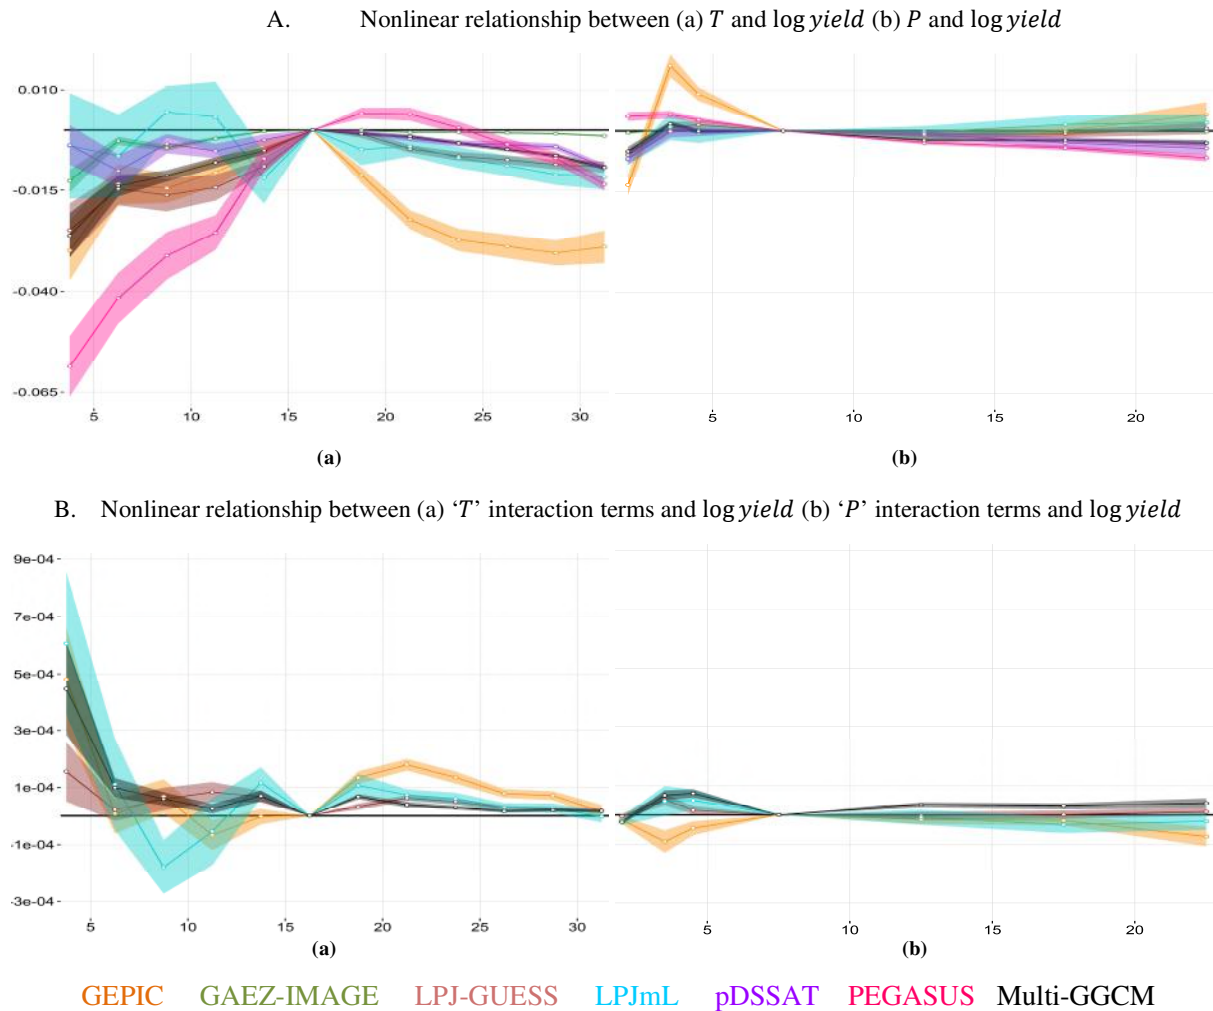 A. Nonlinear relationship between (a) T and log yield (b) P and log yield
0.010
-0.015
-0.040
-0.065
5 10 15 20 25 30
5 10 15 20
(a) (b)
B. Nonlinear relationship between (a) ‘T’ interaction terms and log yield (b) ‘P’ interaction terms and log yield
9e-04
7e-04
5e-04
3e-04
1e-04
-1e-04
-3e-04
5 10 15 20 25 30
5 10 15 20
(a) (b)
GEPIC GAEZ-IMAGE LPJ-GUESS LPJmL pDSSAT PEGASUS Multi-GGCM